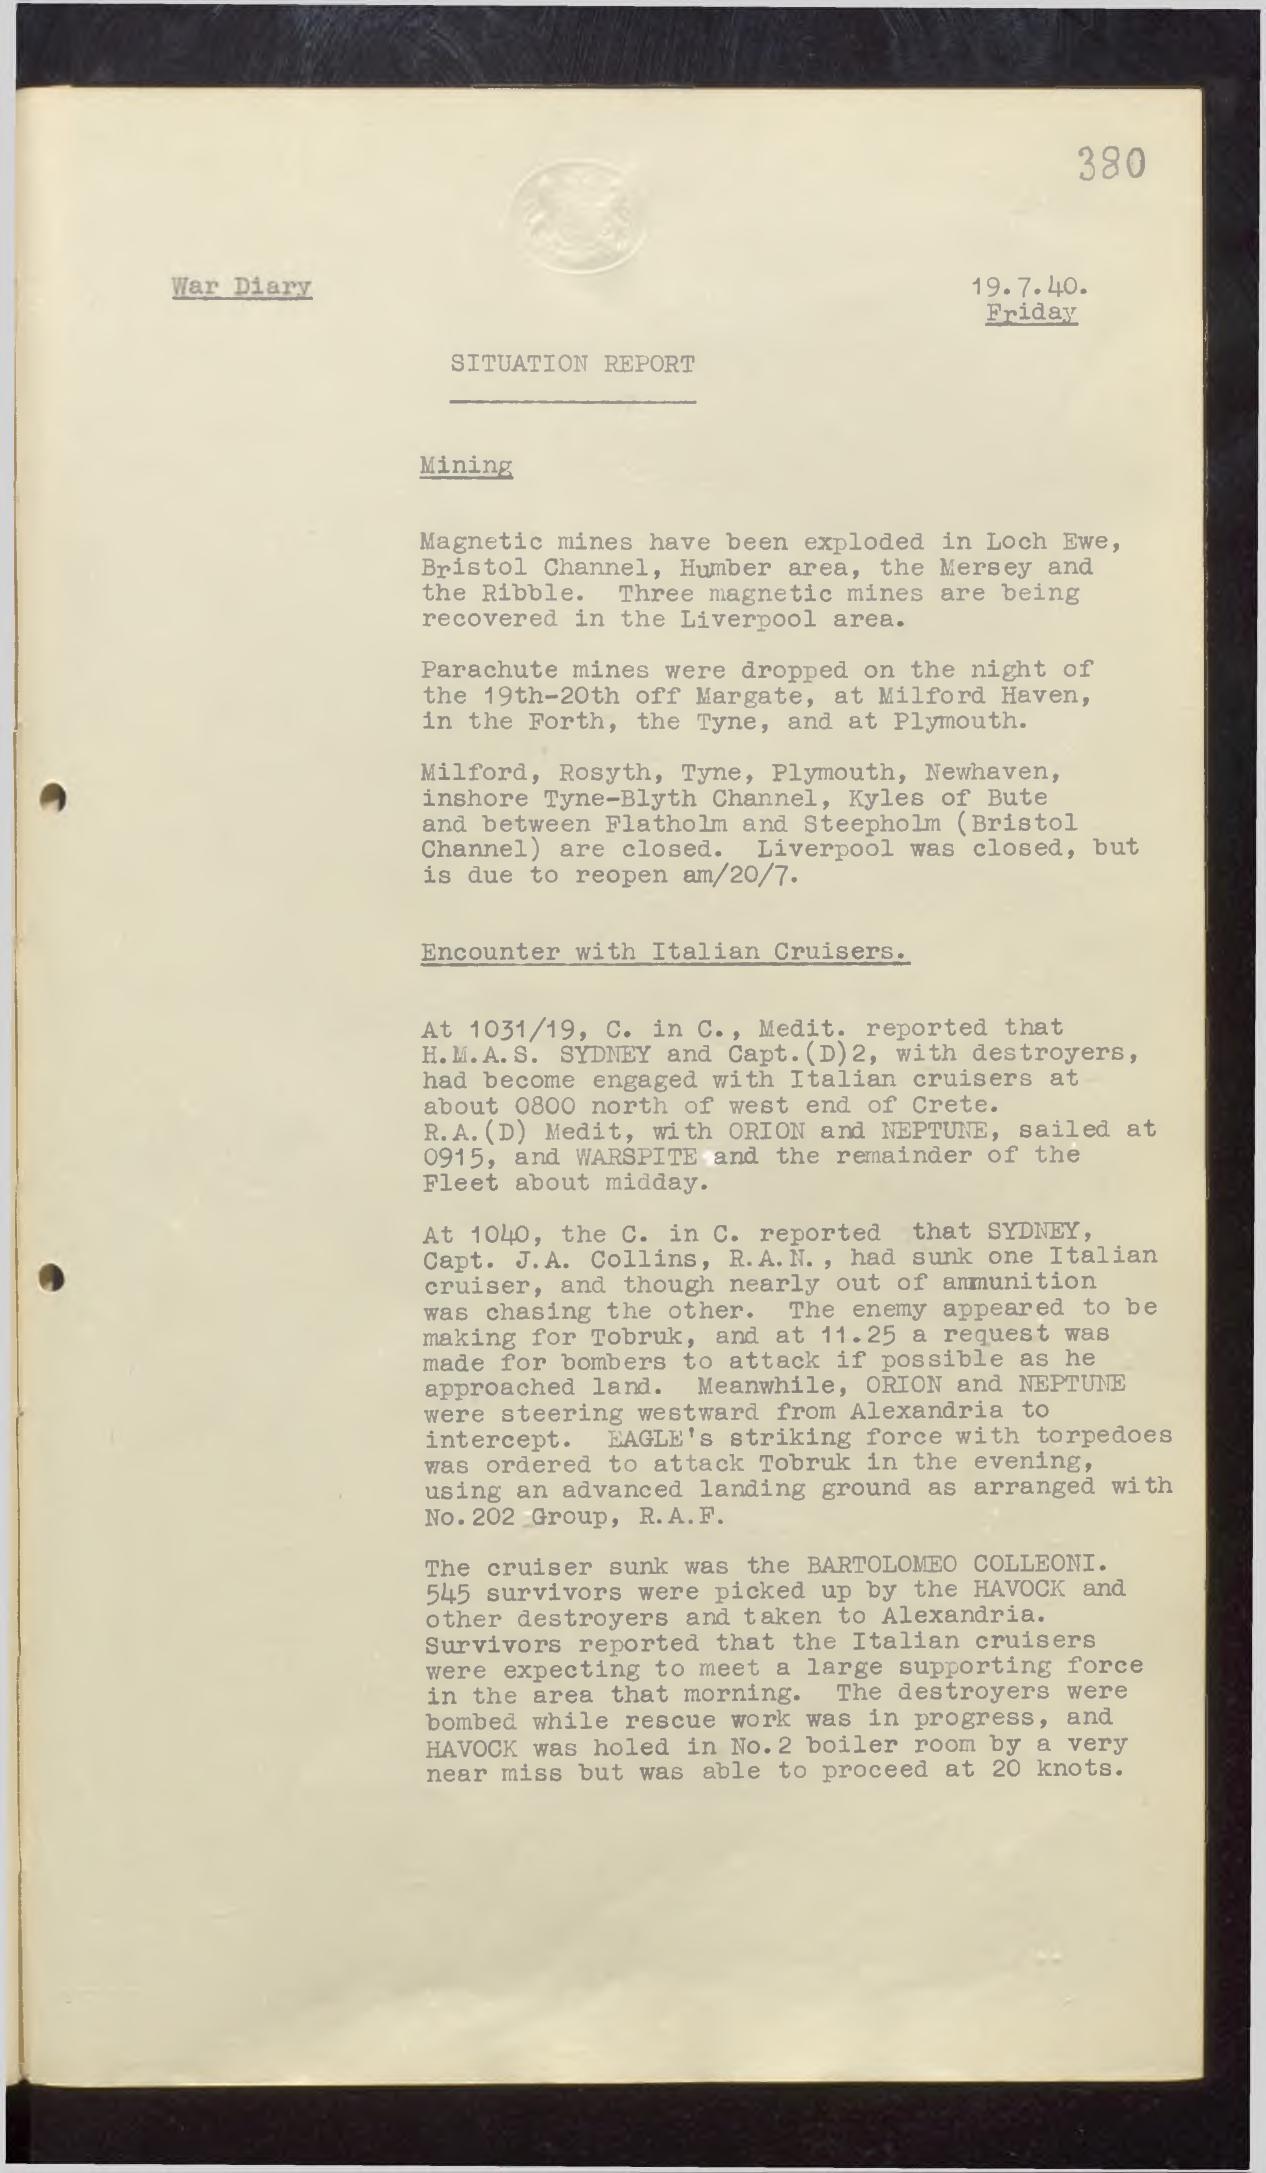 380
War Diary
19.7.40.
Friday
SITUATION REPORT
Mining
Magnetic mines have been exploded in Loch Ewe,
Bristol Channel, Humber area, the Mersey and
the Ribble. Three magnetic mines are being
recovered in the Liverpool area.
Parachute mines were dropped on the night of
the 19th-20th off Margate, at Milford Haven,
in the Forth, the Tyne, and at Plymouth.
Milford, Rosyth, Tyne, Plymouth, Newhaven,
inshore Tyne-Blyth Channel, Kyles of Bute
and between Flatholm and Steepholm (Bristol
Channel) are closed. Liverpool was closed, but
is due to reopen am/20/7.
Encounter with Italian Cruisers.
At 1031/19, C. in C., Medit. reported that
H.M.A.S. SYDNEY and Capt.(D)2, with destroyers,
had become engaged with Italian cruisers at
about 0800 north of west end of Crete.
R.A.(D) Medit, with ORION and NEPTUNE, sailed at
0915, and WARSPITE and the remainder of the
Fleet about midday.
At 1040, the C. in C. reported that SYDNEY,
Capt. J.A. Collins, R.A.N., had sunk one Italian
cruiser, and though nearly out of ammunition
was chasing the other. The enemy appeared to be
making for Tobruk, and at 11.25 a request was
made for bombers to attack if possible as he
approached land. Meanwhile, ORION and NEPTUNE
were steering westward from Alexandria to
intercept. EAGLE's striking force with torpedoes
was ordered to attack Tobruk in the evening,
using an advanced landing ground as arranged with
No.202 Group, R.A.F.
The cruiser sunk was the BARTOLOMEO COLLEONI.
545 survivors were picked up by the HAVOCK and
other destroyers and taken to Alexandria.
Survivors reported that the Italian cruisers
were expecting to meet a large supporting force
in the area that morning. The destroyers were
bombed while rescue work was in progress, and
HAVOCK was holed in No.2 boiler room by a very
near miss but was able to proceed at 20 knots.